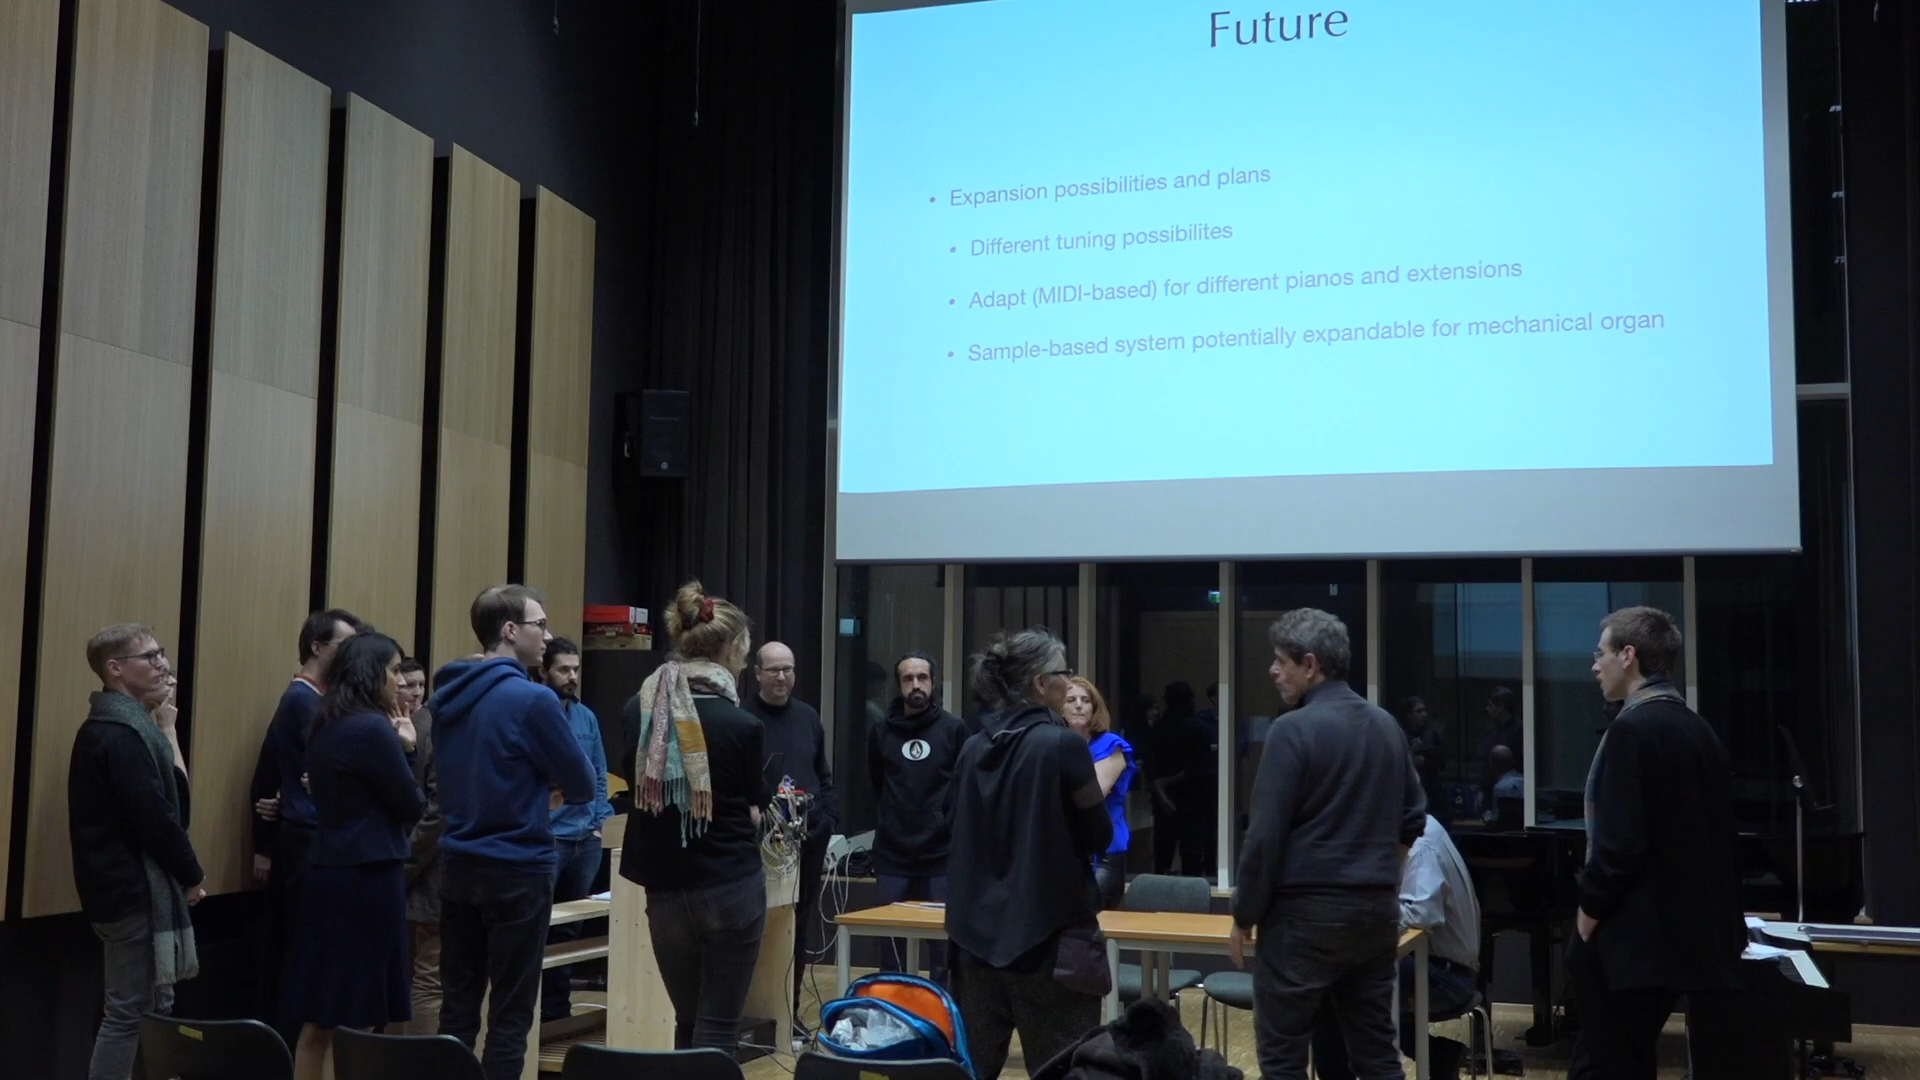 Future
• Expansion possibilities and plans
• Different tuning possibilites
• Adapt (MIDI-based) for different pianos and extensions
• Sample-based system potentially expandable for mechanical organ